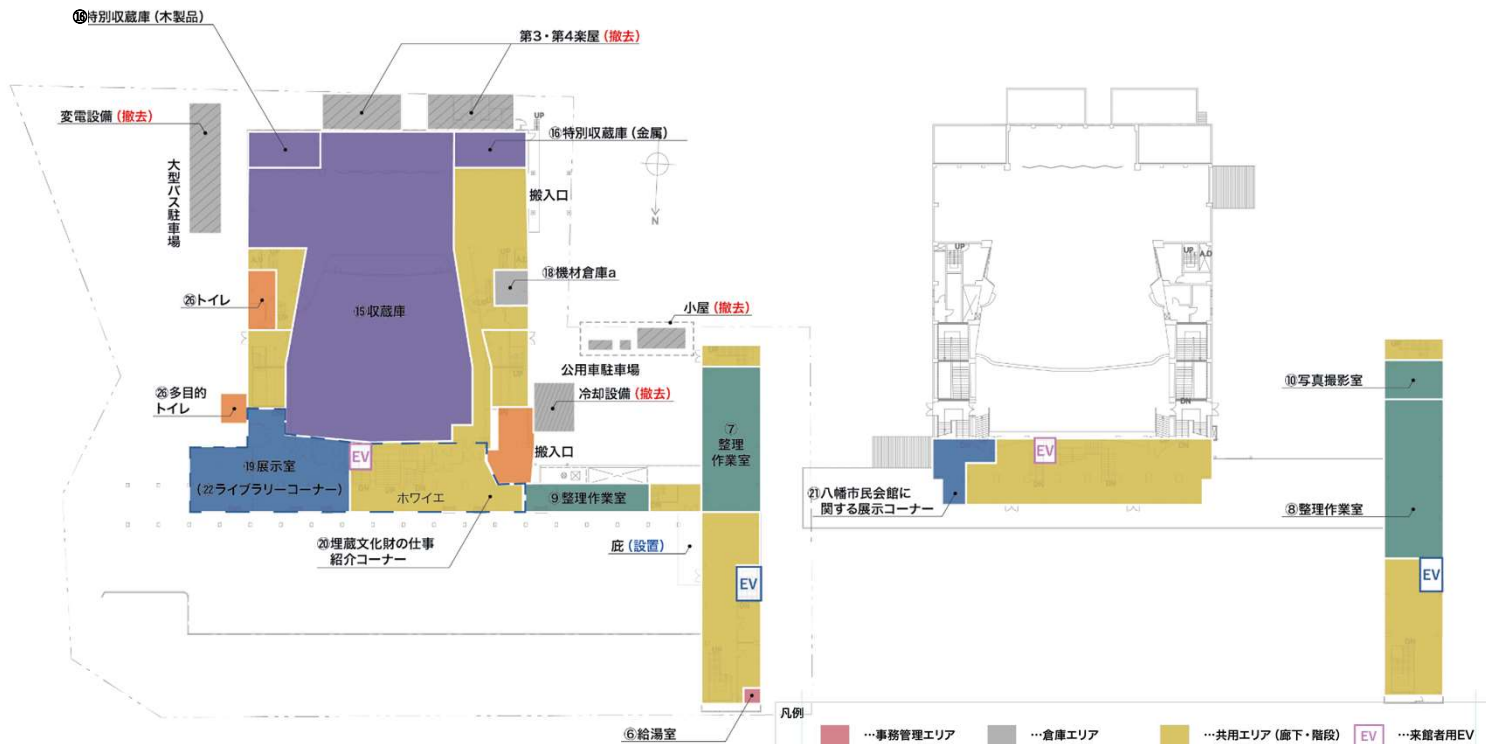 ⑯特別収蔵庫(木製品)
第3・第4楽屋(撤去)
変電設備(撤去)
UP
⑯特別収蔵庫(金属)
大型バス駐車場
搬入口
N
⑱機材倉庫a
㉖トイレ
⑮収蔵庫
小屋(撤去)
公用車駐車場
㉖多目的
トイレ
冷却設備(撤去)
⑦
整理
作業室
EV
搬入口
⑲展示室
(㉒ライブラリーコーナー)
ホワイエ
⑨整理作業室
⑳埋蔵文化財の仕事
紹介コーナー
庇(設置)
EV
⑥給湯室
UP
UP
A,D
⑩写真撮影室
DN
EV
㉑八幡市民会館に
関する展示コーナー
⑧整理作業室
EV
凡例
…事務管理エリア
…倉庫エリア
…共用エリア(廊下・階段)
EV …来館者用EV